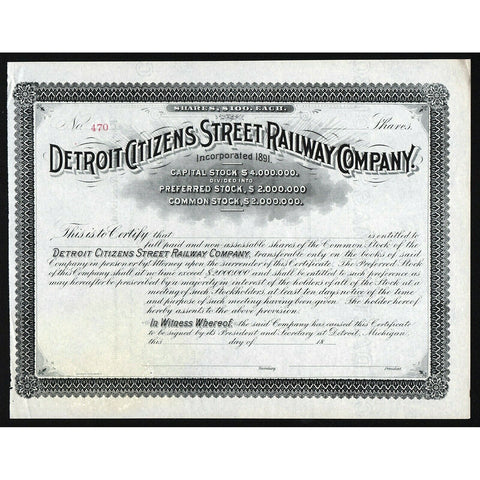 SHARES, $100. EACH.
No. 470 Shares.
DETROIT CITIZENS STREET RAILWAY COMPANY.
Incorporated 1891.
CAPITAL STOCK $ 4,000,000.
DIVIDED INTO
PREFERRED STOCK, $ 2,000,000
COMMON STOCK, $ 2,000,000.
This is to Certify that is entitled to
full paid and non-assessable shares of the Common Stock of the
DETROIT CITIZENS STREET RAILWAY COMPANY, transferable only on the books of said
Company in person or by Attorney upon the surrender of this Certificate. The Preferred Stock
of this Company shall at no time exceed $2,000,000 and shall be entitled to such preference as
may hereafter be prescribed by a majority in interest of the holders of all of the Stock at a
meeting of such Stockholders, at least ten days notice of the time
and purpose of such meeting having been given. The holder hereof
hereby assents to the above provision.
In Witness Whereof, the said Company has caused this Certificate
to be signed by its President and Secretary at Detroit, Michigan,
this day of 18
Secretary President